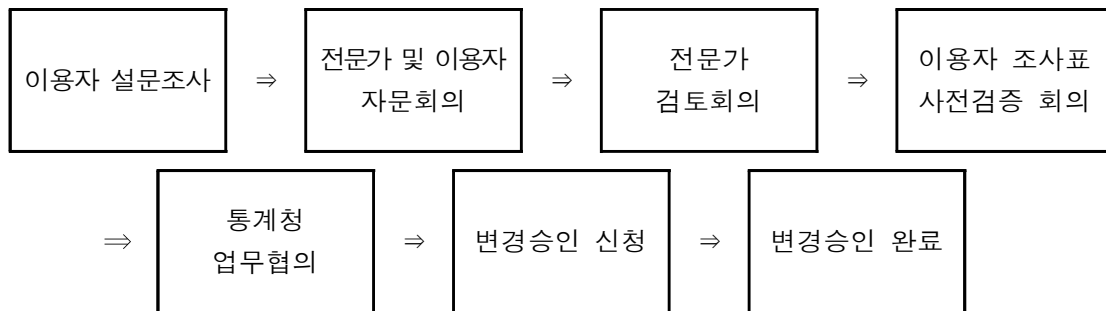 이용자 설문조사
⇒
전문가 및 이용자
자문회의
⇒
전문가
검토회의
⇒
이용자 조사표
사전검증 회의
⇒
통계청
업무협의
⇒
변경승인 신청
⇒
변경승인 완료